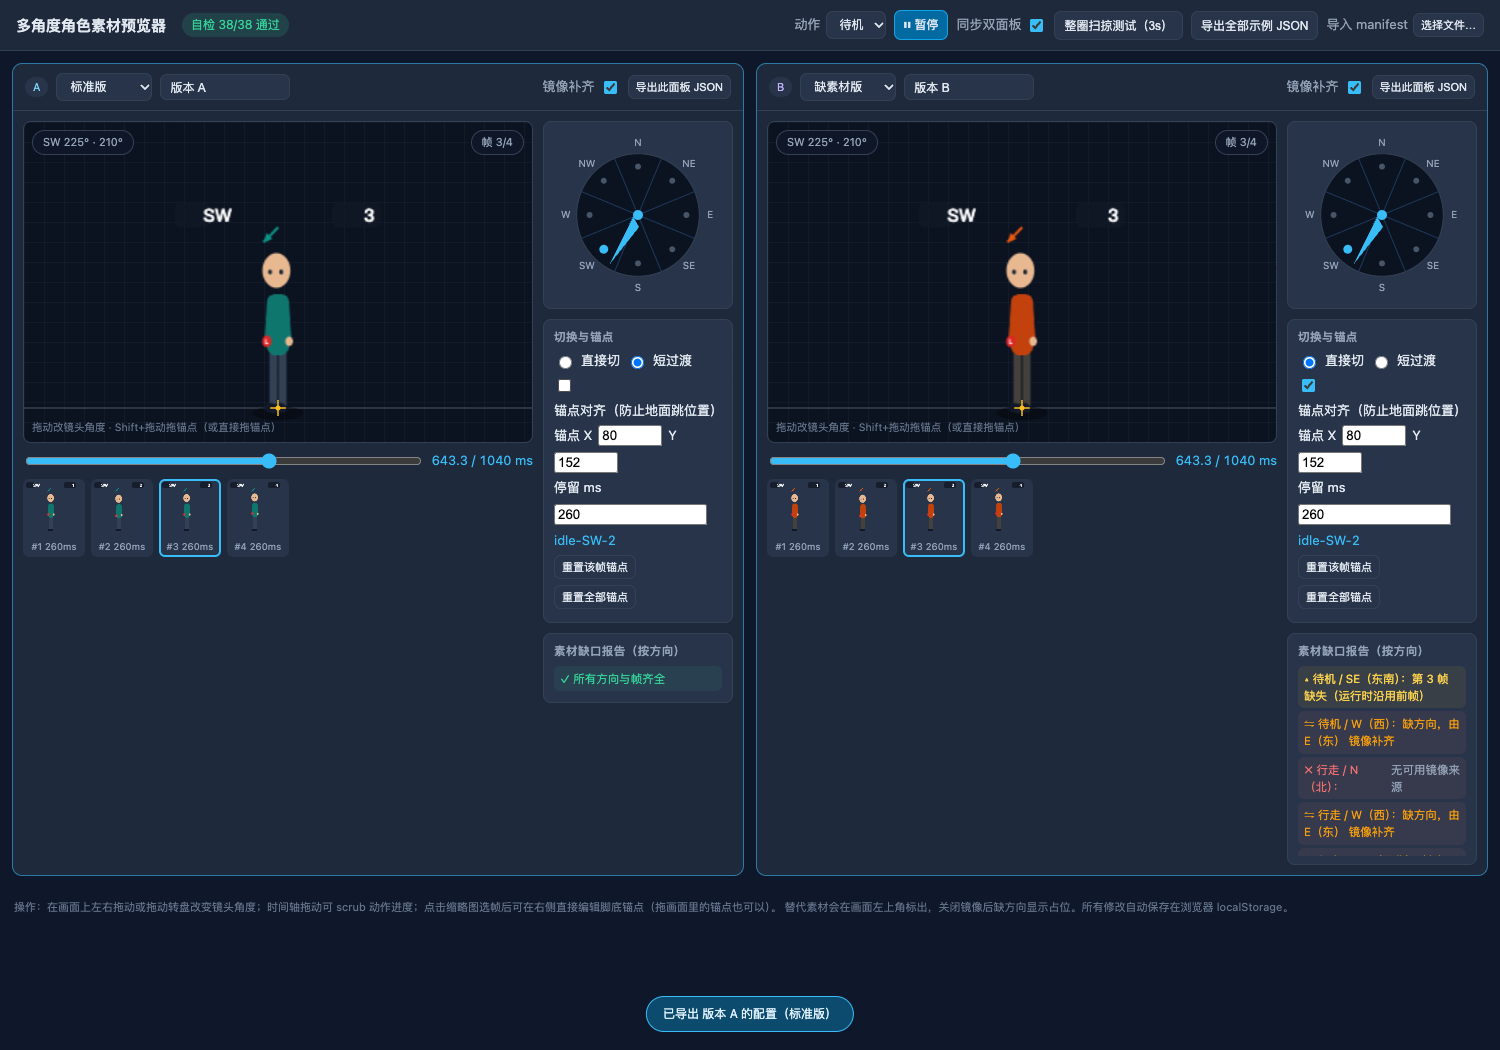 多角度角色素材预览器 自检 38/38 通过 动作 待机 暂停 同步双面板 整圈扫掠测试（3s） 导出全部示例 JSON 导入 manifest 选择文件...
A 标准版 版本 A 镜像补齐 导出此面板 JSON
SW 225° · 210° 帧 3/4
SW 3
拖动改镜头角度 · Shift+拖动拖锚点（或直接拖锚点）
643.3 / 1040 ms
#1 260ms #2 260ms #3 260ms #4 260ms
N
NW NE
W E
SW SE
S
切换与锚点
直接切 短过渡
锚点对齐（防止地面跳位置）
锚点 X 80 Y
152
停留 ms
260
idle-SW-2
重置该帧锚点
重置全部锚点
素材缺口报告（按方向）
✓ 所有方向与帧齐全
B 缺素材版 版本 B 镜像补齐 导出此面板 JSON
SW 225° · 210° 帧 3/4
SW 3
拖动改镜头角度 · Shift+拖动拖锚点（或直接拖锚点）
643.3 / 1040 ms
#1 260ms #2 260ms #3 260ms #4 260ms
N
NW NE
W E
SW SE
S
切换与锚点
直接切 短过渡
锚点对齐（防止地面跳位置）
锚点 X 80 Y
152
停留 ms
260
idle-SW-2
重置该帧锚点
重置全部锚点
素材缺口报告（按方向）
▲ 待机 / SE（东南）：第 3 帧
缺失（运行时沿用前帧）
⇋ 待机 / W（西）：缺方向，由
E（东） 镜像补齐
✕ 行走 / N 无可用镜像来
（北）： 源
⇋ 行走 / W（西）：缺方向，由
E（东） 镜像补齐
操作：在画面上左右拖动或拖动转盘改变镜头角度；时间轴拖动可 scrub 动作进度；点击缩略图选帧后可在右侧直接编辑脚底锚点（拖画面里的锚点也可以）。 替代素材会在画面左上角标出，关闭镜像后缺方向显示占位。所有修改自动保存在浏览器 localStorage。
已导出 版本 A 的配置（标准版）